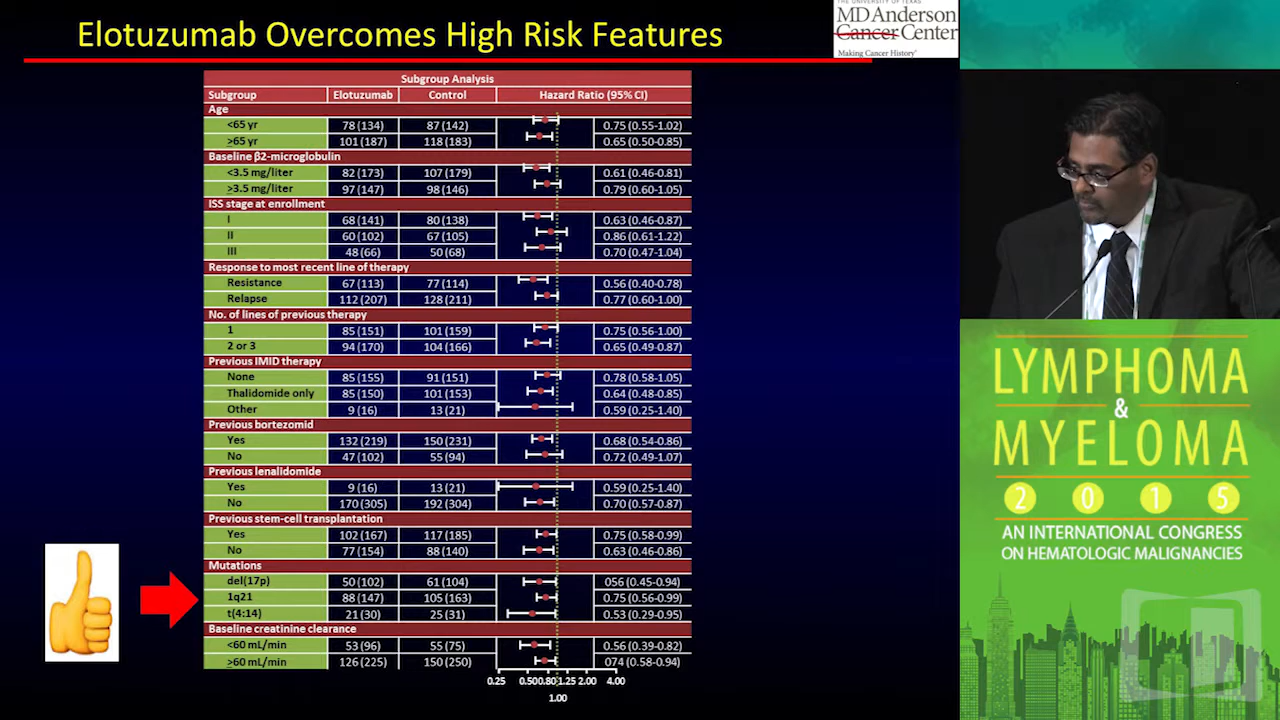 Elotuzumab Overcomes High Risk Features
THE UNIVERSITY OF TEXAS
MD Anderson
Cancer Center
Making Cancer History®
Subgroup Analysis
Subgroup Elotuzumab Control Hazard Ratio (95% CI)
Age
<65 yr 78 (134) 87 (142) 0.75 (0.55-1.02)
≥65 yr 101 (187) 118 (183) 0.65 (0.50-0.85)
Baseline β2-microglobulin
<3.5 mg/liter 82 (173) 107 (179) 0.61 (0.46-0.81)
≥3.5 mg/liter 97 (147) 98 (146) 0.79 (0.60-1.05)
ISS stage at enrollment
I 68 (141) 80 (138) 0.63 (0.46-0.87)
II 60 (102) 67 (105) 0.86 (0.61-1.22)
III 48 (66) 50 (68) 0.70 (0.47-1.04)
Response to most recent line of therapy
Resistance 67 (113) 77 (114) 0.56 (0.40-0.78)
Relapse 112 (207) 128 (211) 0.77 (0.60-1.00)
No. of lines of previous therapy
1 85 (151) 101 (159) 0.75 (0.56-1.00)
2 or 3 94 (170) 104 (166) 0.65 (0.49-0.87)
Previous IMID therapy
None 85 (155) 91 (151) 0.78 (0.58-1.05)
Thalidomide only 85 (150) 101 (153) 0.64 (0.48-0.85)
Other 9 (16) 13 (21) 0.59 (0.25-1.40)
Previous bortezomid
Yes 132 (219) 150 (231) 0.68 (0.54-0.86)
No 47 (102) 55 (94) 0.72 (0.49-1.07)
Previous lenalidomide
Yes 9 (16) 13 (21) 0.59 (0.25-1.40)
No 170 (305) 192 (304) 0.70 (0.57-0.87)
Previous stem-cell transplantation
Yes 102 (167) 117 (185) 0.75 (0.58-0.99)
No 77 (154) 88 (140) 0.63 (0.46-0.86)
Mutations
del(17p) 50 (102) 61 (104) 056 (0.45-0.94)
1q21 88 (147) 105 (163) 0.75 (0.56-0.99)
t(4:14) 21 (30) 25 (31) 0.53 (0.29-0.95)
Baseline creatinine clearance
<60 mL/min 53 (96) 55 (75) 0.56 (0.39-0.82)
≥60 mL/min 126 (225) 150 (250) 074 (0.58-0.94)
0.25 0.50 0.80 1.25 2.00 4.00
1.00
LYMPHOMA
&
MYELOMA
2015
AN INTERNATIONAL CONGRESS
ON HEMATOLOGIC MALIGNANCIES